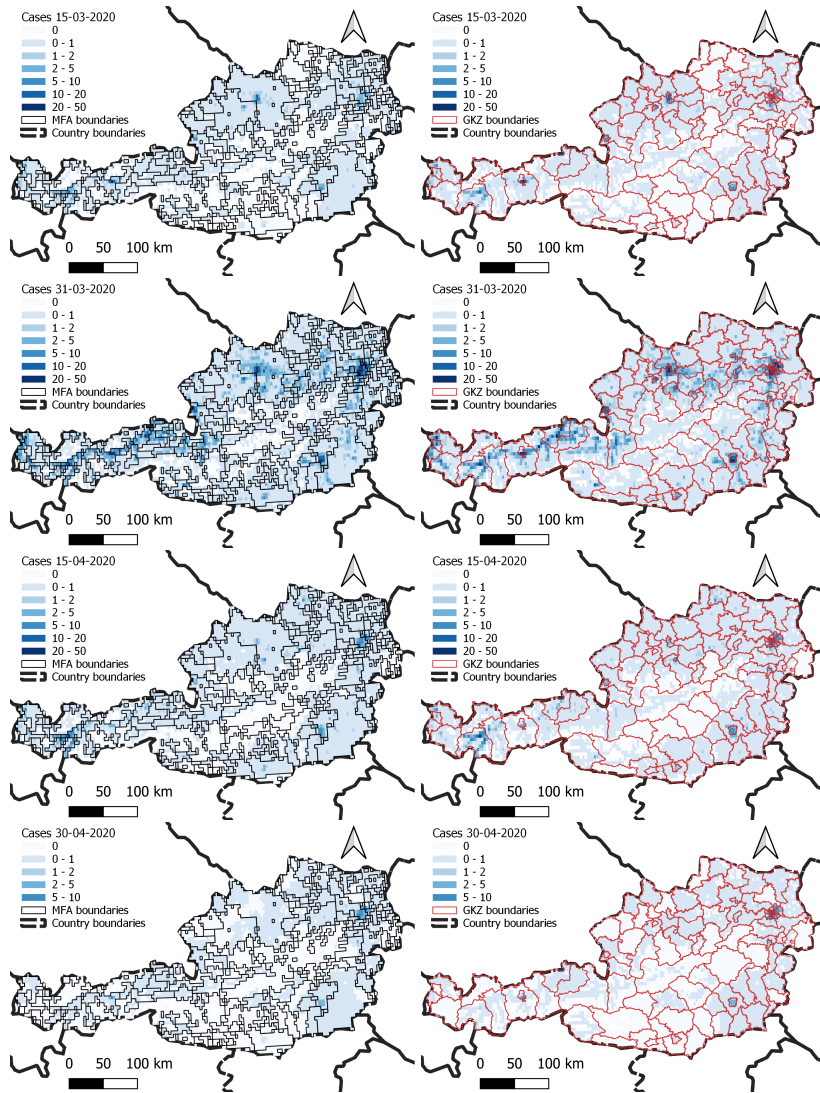 Cases 15-03-2020
0
0 - 1
1 - 2
2 - 5
5 - 10
10 - 20
20 - 50
MFA boundaries
Country boundaries
0 50 100 km
Cases 15-03-2020
0
0 - 1
1 - 2
2 - 5
5 - 10
10 - 20
20 - 50
GKZ boundaries
Country boundaries
0 50 100 km
Cases 31-03-2020
0
0 - 1
1 - 2
2 - 5
5 - 10
10 - 20
20 - 50
MFA boundaries
Country boundaries
0 50 100 km
Cases 31-03-2020
0
0 - 1
1 - 2
2 - 5
5 - 10
10 - 20
20 - 50
GKZ boundaries
Country boundaries
0 50 100 km
Cases 15-04-2020
0
0 - 1
1 - 2
2 - 5
5 - 10
10 - 20
20 - 50
MFA boundaries
Country boundaries
0 50 100 km
Cases 15-04-2020
0
0 - 1
1 - 2
2 - 5
5 - 10
10 - 20
20 - 50
GKZ boundaries
Country boundaries
0 50 100 km
Cases 30-04-2020
0
0 - 1
1 - 2
2 - 5
5 - 10
MFA boundaries
Country boundaries
0 50 100 km
Cases 30-04-2020
0
0 - 1
1 - 2
2 - 5
5 - 10
GKZ boundaries
Country boundaries
0 50 100 km